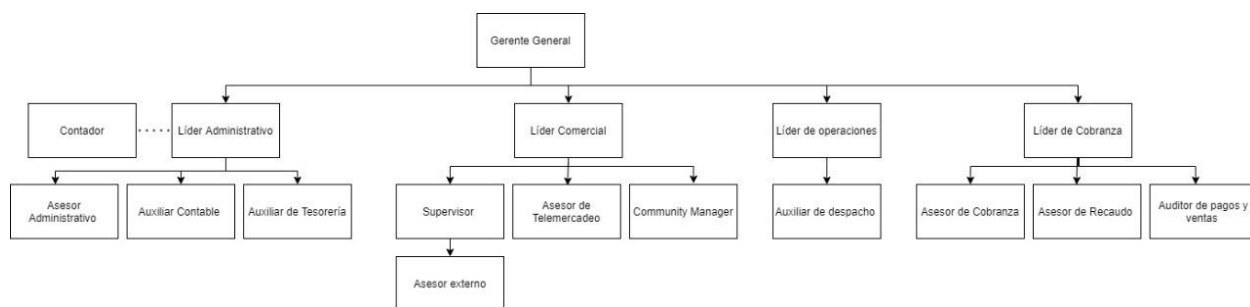 Gerente General
Contador
Líder Administrativo
Líder Comercial
Líder de operaciones
Líder de Cobranza
Asesor
Administrativo
Auxiliar Contable
Auxiliar de Tesorería
Supervisor
Asesor de
Telemercadeo
Community Manager
Auxiliar de despacho
Asesor de Cobranza
Asesor de Recaudo
Auditor de pagos y
ventas
Asesor externo